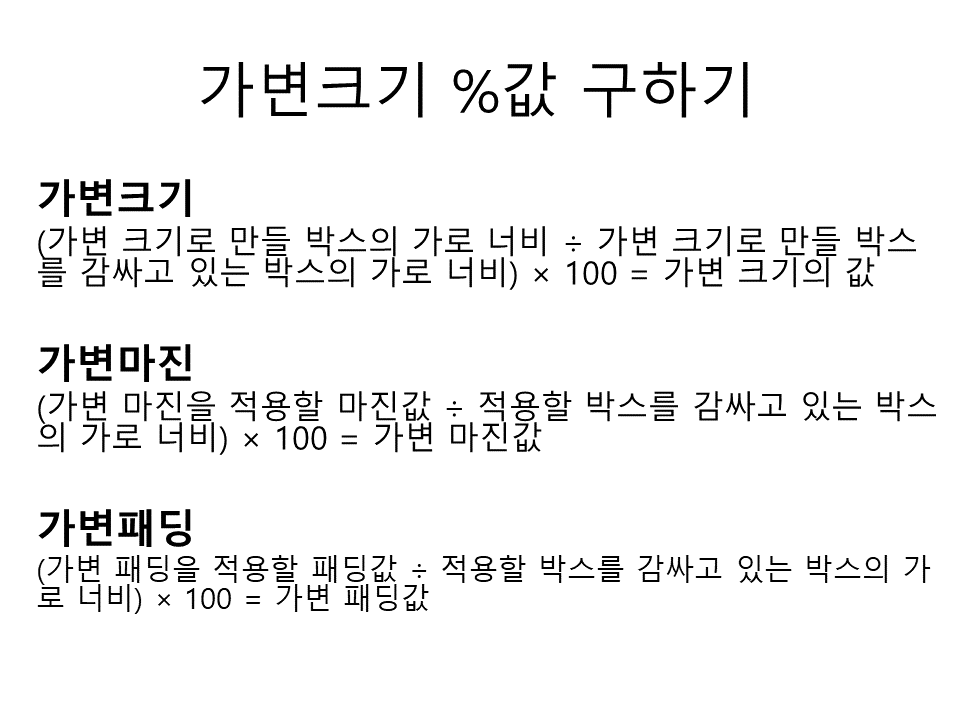 가변크기 %값 구하기
가변크기
(가변 크기로 만들 박스의 가로 너비 ÷ 가변 크기로 만들 박스
를 감싸고 있는 박스의 가로 너비) × 100 = 가변 크기의 값
가변마진
(가변 마진을 적용할 마진값 ÷ 적용할 박스를 감싸고 있는 박스
의 가로 너비) × 100 = 가변 마진값
가변패딩
(가변 패딩을 적용할 패딩값 ÷ 적용할 박스를 감싸고 있는 박스의 가
로 너비) × 100 = 가변 패딩값